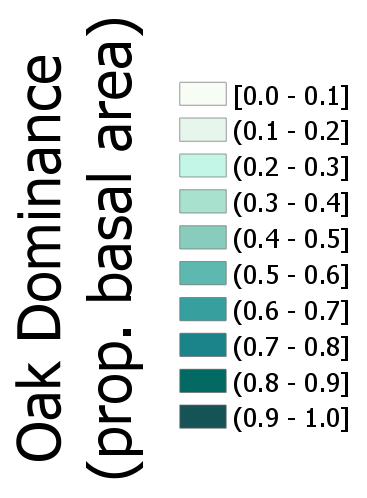 Oak Dominance
(prop. basal area)
[0.0 - 0.1]
(0.1 - 0.2]
(0.2 - 0.3]
(0.3 - 0.4]
(0.4 - 0.5]
(0.5 - 0.6]
(0.6 - 0.7]
(0.7 - 0.8]
(0.8 - 0.9]
(0.9 - 1.0]